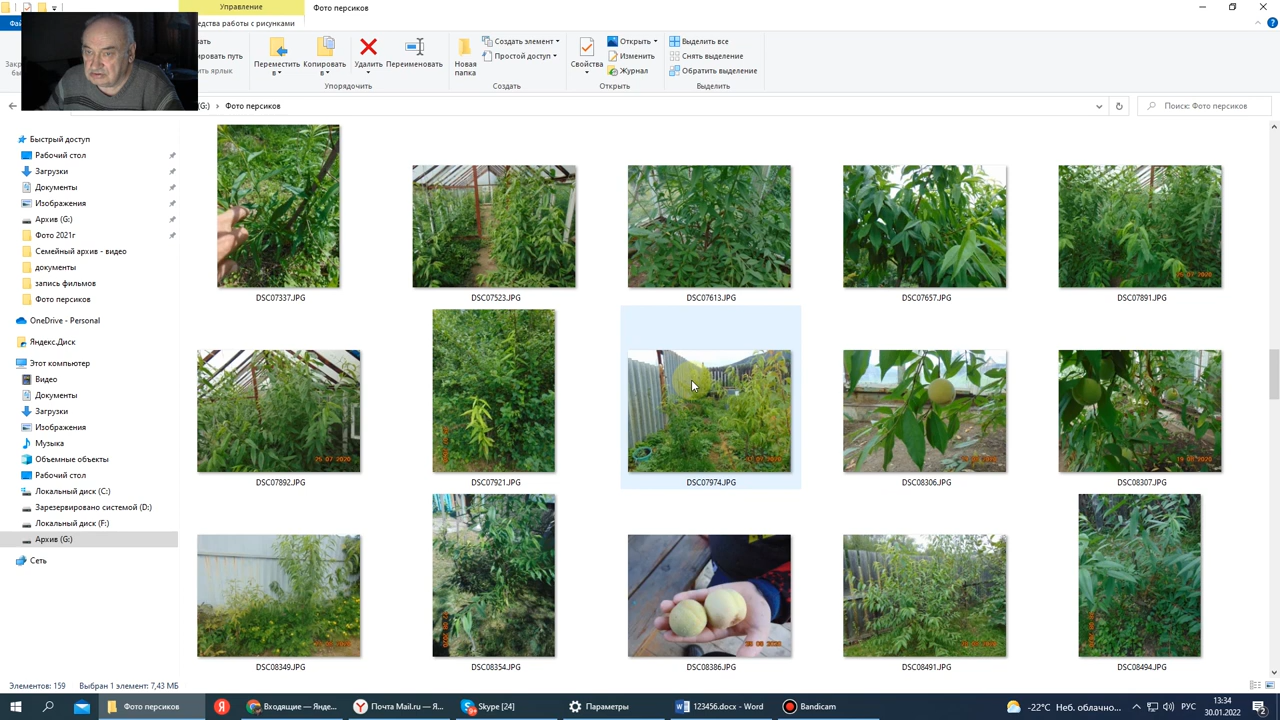 Управление
Фото персиков
Средства работы с рисунками
Переместить в
Копировать в
Удалить
Переименовать
Упорядочить
Новая папка
Создать элемент
Простой доступ
Создать
Свойства
Открыть
Изменить
Журнал
Открыть
Выделить все
Снять выделение
Обратить выделение
Выделить
(G:) › Фото персиков
Поиск: Фото персиков
Быстрый доступ
Рабочий стол
Загрузки
Документы
Изображения
Архив (G:)
Фото 2021г
Семейный архив - видео
документы
запись фильмов
Фото персиков
OneDrive - Personal
Яндекс.Диск
Этот компьютер
Видео
Документы
Загрузки
Изображения
Музыка
Объемные объекты
Рабочий стол
Локальный диск (C:)
Зарезервировано системой (D:)
Локальный диск (F:)
Архив (G:)
Сеть
DSC07337.JPG
DSC07523.JPG
DSC07613.JPG
DSC07657.JPG
DSC07891.JPG
DSC07892.JPG
DSC07921.JPG
DSC07974.JPG
DSC08306.JPG
DSC08307.JPG
DSC08349.JPG
DSC08354.JPG
DSC08386.JPG
DSC08491.JPG
DSC08494.JPG
Элементов: 159
Выбран 1 элемент: 7,43 МБ
Фото персиков
Входящие — Янде...
Почта Mail.ru — Я...
Skype [24]
Параметры
123456.docx - Word
Bandicam
-22°C Неб. облачно...
РУС
13:34
30.01.2022